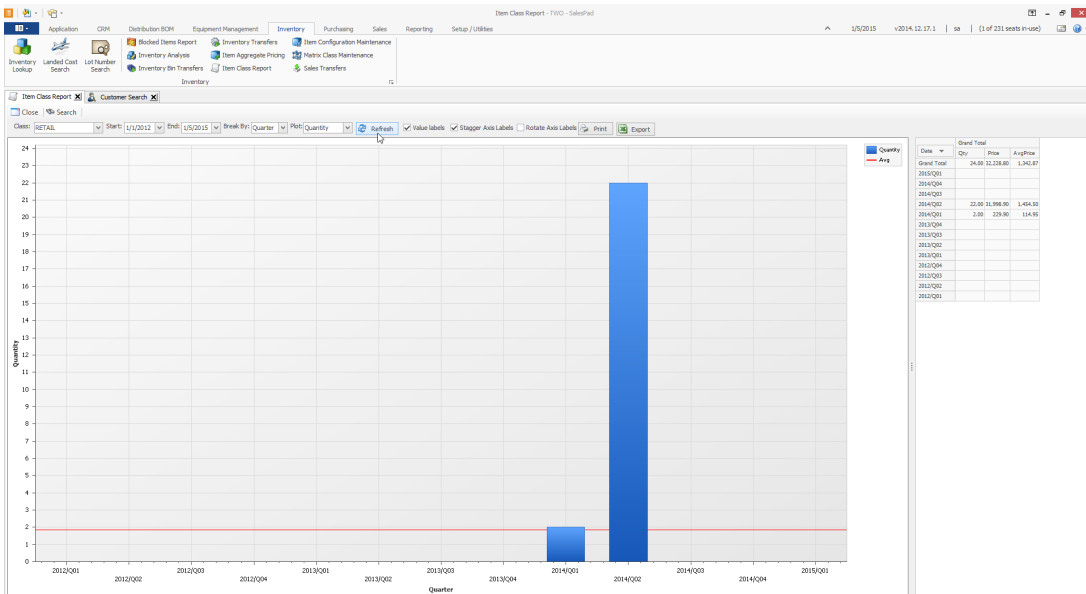 Item Class Report - TWO - SalesPad
Application CRM Distribution BOM Equipment Management Inventory Purchasing Sales Reporting Setup / Utilities
1/5/2015 v2014.12.17.1 | sa | (1 of 231 seats in-use)
Inventory Lookup
Landed Cost Search
Lot Number Search
Blocked Items Report Inventory Transfers Item Configuration Maintenance
Inventory Analysis Item Aggregate Pricing Matrix Class Maintenance
Inventory Bin Transfers Item Class Report Sales Transfers
Inventory
Item Class Report Customer Search
Close Search
Class: RETAIL Start: 1/1/2012 End: 1/5/2015 Break By: Quarter Plot: Quantity Refresh Value labels Stagger Axis Labels Rotate Axis Labels Print Export
24
23
22
21
20
19
18
17
16
15
14
13
12
11
10
9
8
7
6
5
4
3
2
1
0
Quantity
2012/Q01 2012/Q02 2012/Q03 2012/Q04 2013/Q01 2013/Q02 2013/Q03 2013/Q04 2014/Q01 2014/Q02 2014/Q03 2014/Q04 2015/Q01
Quarter
Quantity
Avg
Grand Total
Date Qty Price AvgPrice
Grand Total 24.00 32,228.80 1,342.87
2015/Q01
2014/Q04
2014/Q03
2014/Q02 22.00 31,998.90 1,454.50
2014/Q01 2.00 229.90 114.95
2013/Q04
2013/Q03
2013/Q02
2013/Q01
2012/Q04
2012/Q03
2012/Q02
2012/Q01